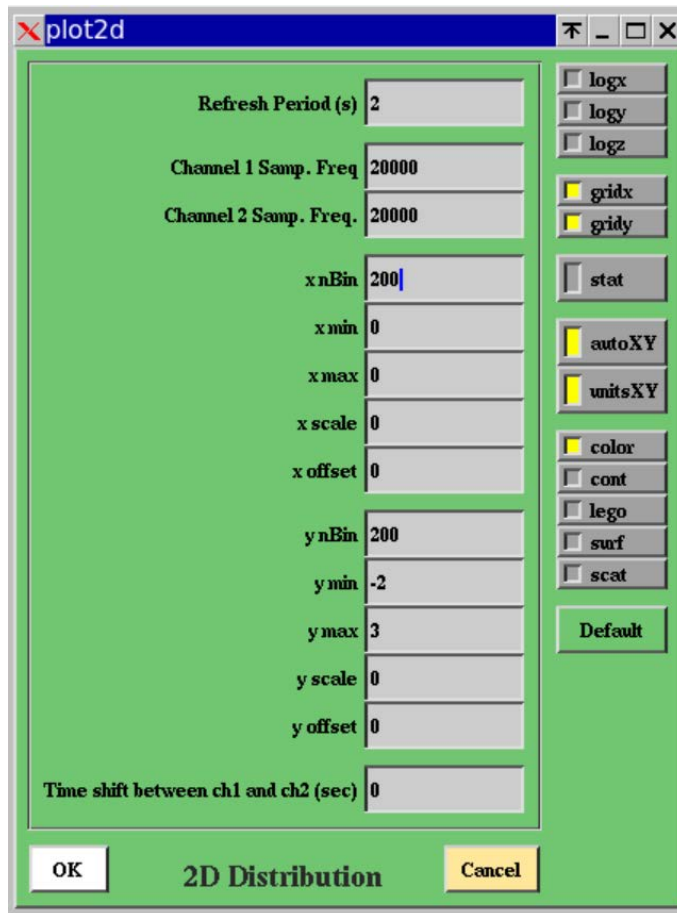 plot2d
Refresh Period (s) 2
Channel 1 Samp. Freq 20000
Channel 2 Samp. Freq. 20000
x nBin 200
x min 0
x max 0
x scale 0
x offset 0
y nBin 200
y min -2
y max 3
y scale 0
y offset 0
Time shift between ch1 and ch2 (sec) 0
logx
logy
logz
gridx
gridy
stat
autoXY
unitsXY
color
cont
lego
surf
scat
Default
OK
2D Distribution
Cancel